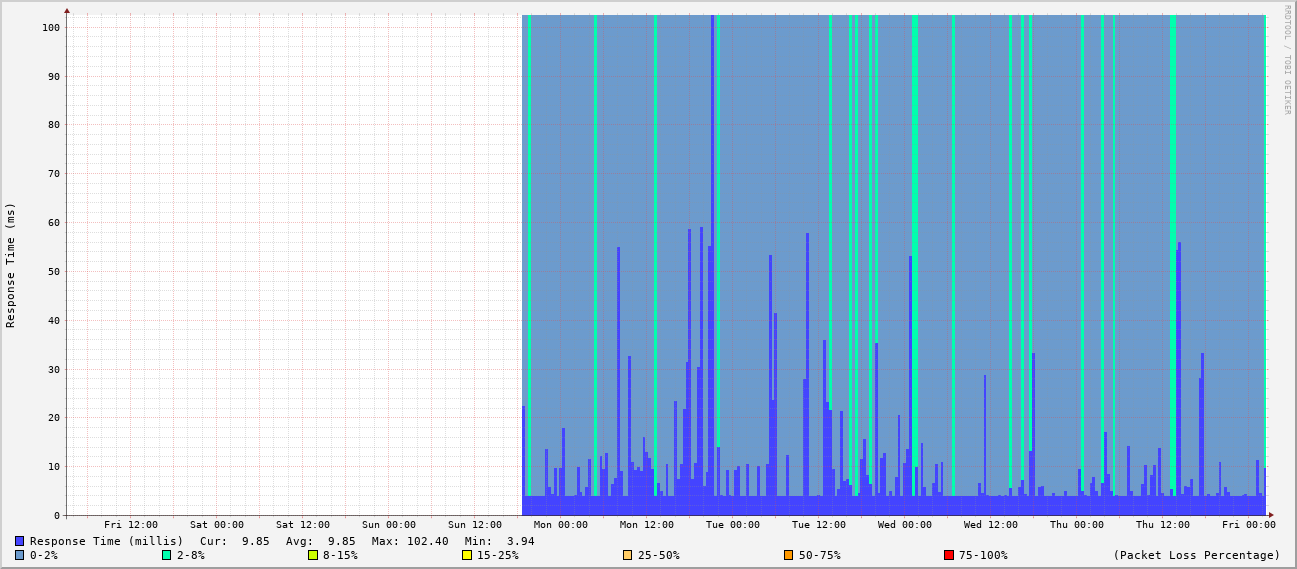 100
90
80
70
60
50
40
30
20
10
0
Response Time (ms)
RRDTOOL / TOBI OETIKER
Fri 12:00 Sat 00:00 Sat 12:00 Sun 00:00 Sun 12:00 Mon 00:00 Mon 12:00 Tue 00:00 Tue 12:00 Wed 00:00 Wed 12:00 Thu 00:00 Thu 12:00 Fri 00:00
Response Time (millis) Cur: 9.85 Avg: 9.85 Max: 102.40 Min: 3.94
0-2% 2-8% 8-15% 15-25% 25-50% 50-75% 75-100% (Packet Loss Percentage)